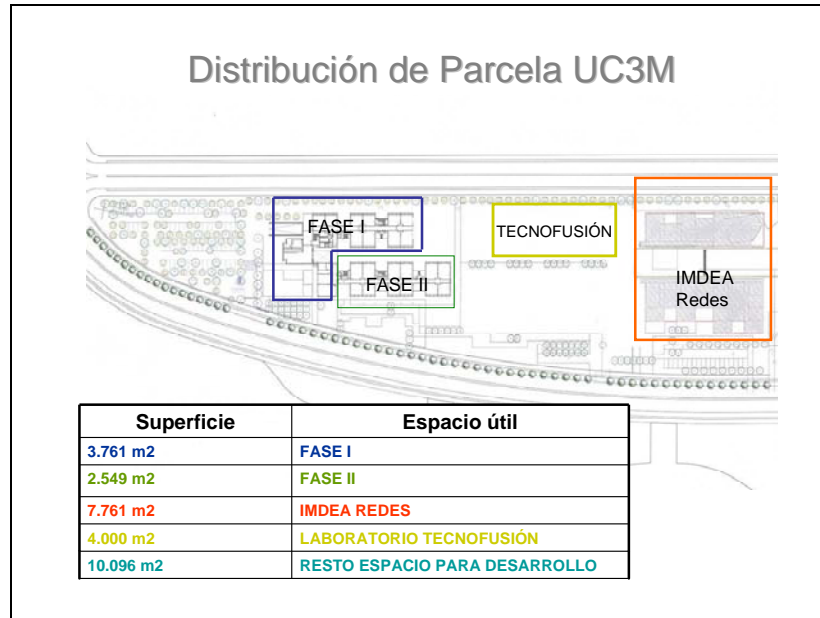 Distribución de Parcela UC3M
FASE I
TECNOFUSIÓN
FASE II
IMDEA
Redes
Superficie Espacio útil
3.761 m2 FASE I
2.549 m2 FASE II
7.761 m2 IMDEA REDES
4.000 m2 LABORATORIO TECNOFUSIÓN
10.096 m2 RESTO ESPACIO PARA DESARROLLO